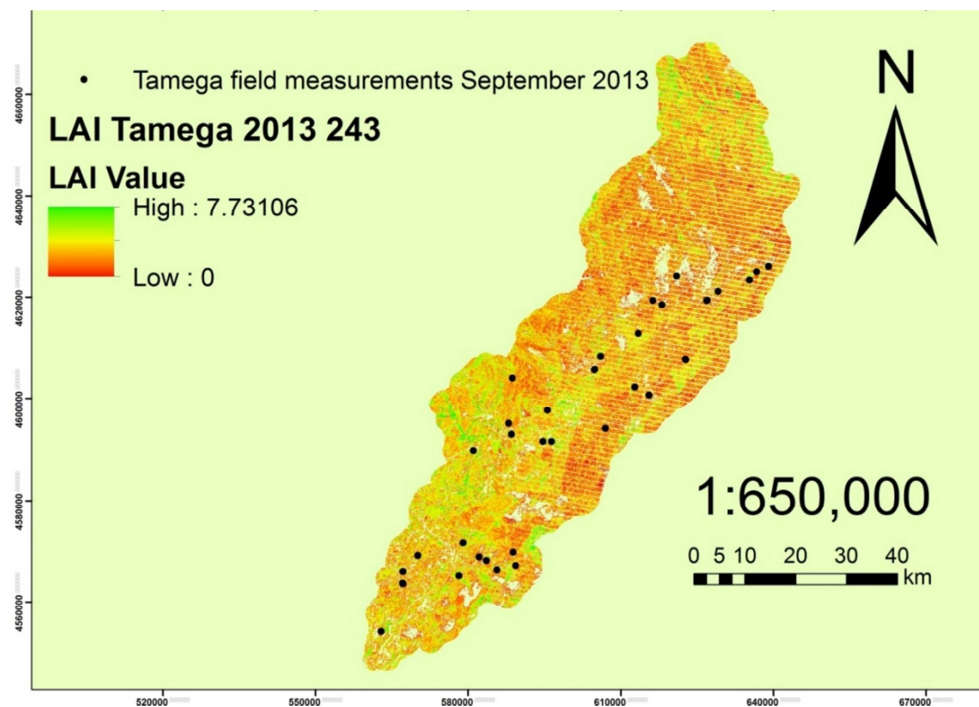 Tamega field measurements September 2013
LAI Tamega 2013 243
LAI Value
High : 7.73106
Low : 0
N
1:650,000
0 5 10 20 30 40
km
4660000
4640000
4620000
4600000
4580000
4560000
520000 550000 580000 610000 640000 670000